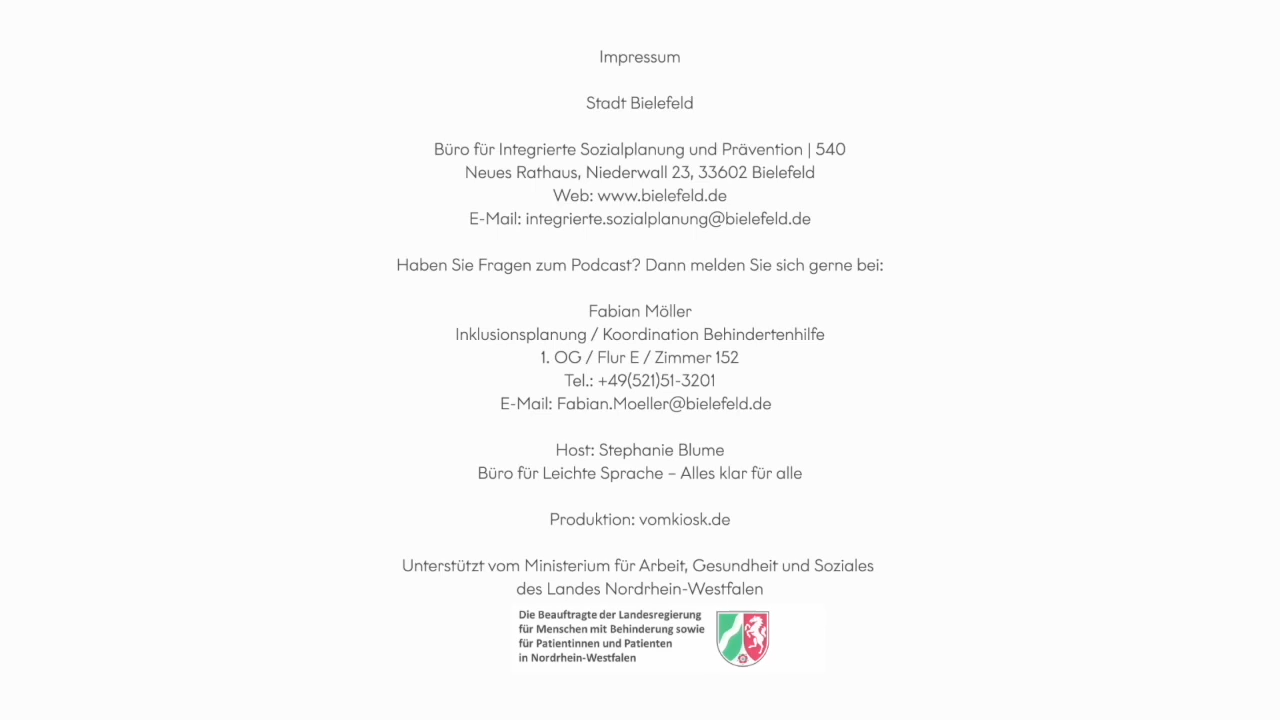 Impressum
Stadt Bielefeld
Büro für Integrierte Sozialplanung und Prävention | 540
Neues Rathaus, Niederwall 23, 33602 Bielefeld
Web: www.bielefeld.de
E-Mail: integrierte.sozialplanung@bielefeld.de
Haben Sie Fragen zum Podcast? Dann melden Sie sich gerne bei:
Fabian Möller
Inklusionsplanung / Koordination Behindertenhilfe
1. OG / Flur E / Zimmer 152
Tel.: +49(521)51-3201
E-Mail: Fabian.Moeller@bielefeld.de
Host: Stephanie Blume
Büro für Leichte Sprache – Alles klar für alle
Produktion: vomkiosk.de
Unterstützt vom Ministerium für Arbeit, Gesundheit und Soziales
des Landes Nordrhein-Westfalen
Die Beauftragte der Landesregierung
für Menschen mit Behinderung sowie
für Patientinnen und Patienten
in Nordrhein-Westfalen